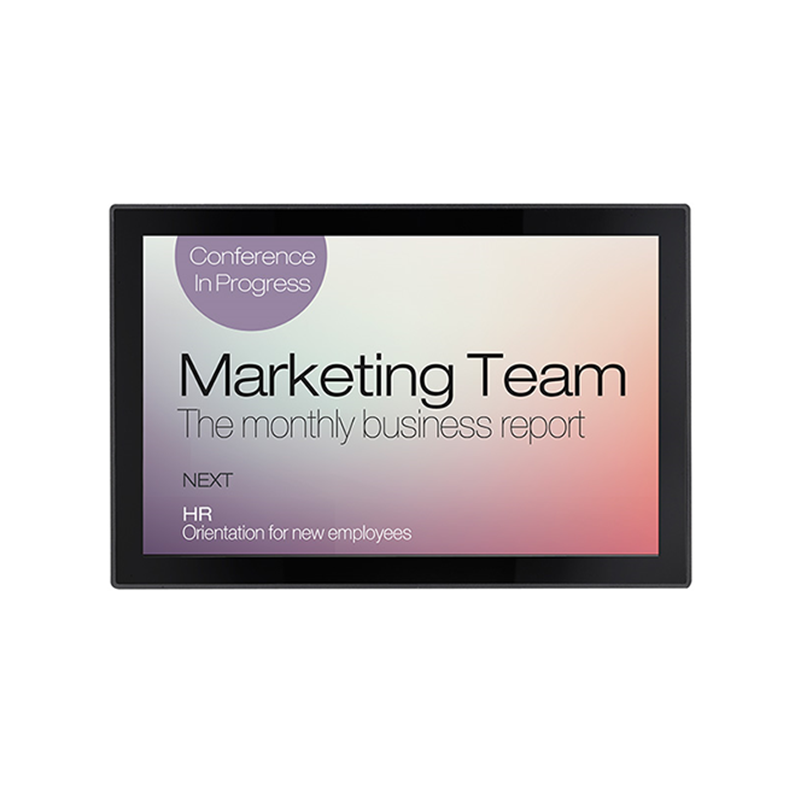 Conference
In Progress
Marketing Team
The monthly business report
NEXT
HR
Orientation for new employees